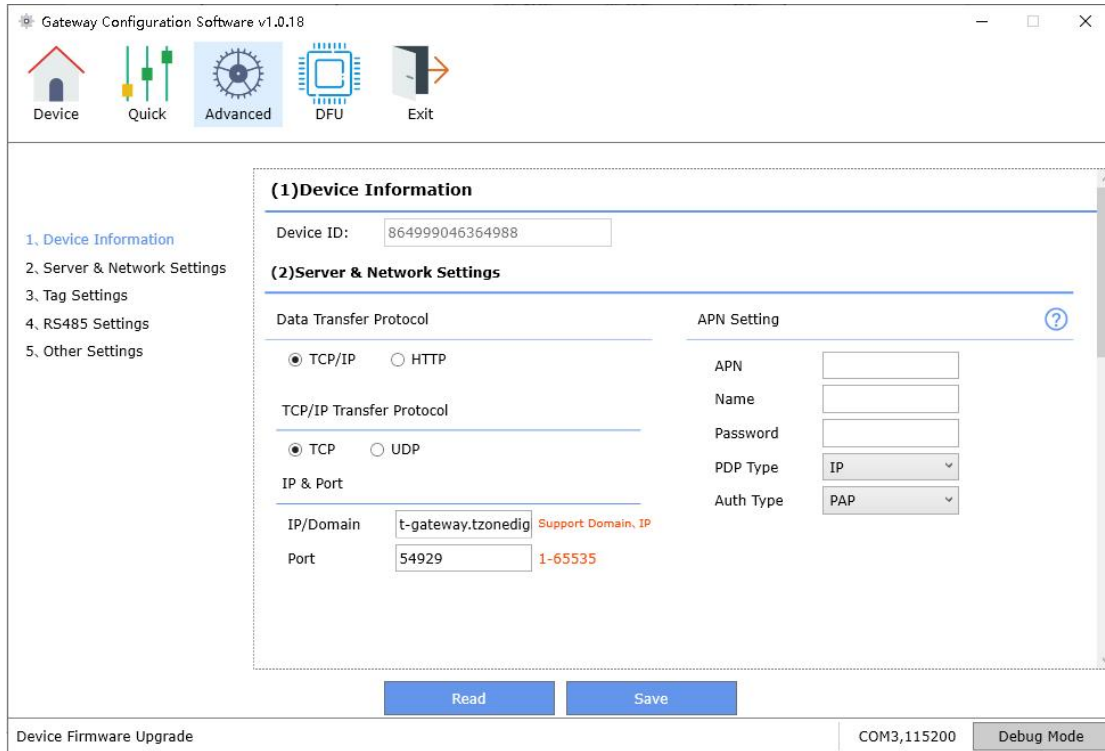 Gateway Configuration Software v1.0.18
Device Quick Advanced DFU Exit
1、Device Information
2、Server & Network Settings
3、Tag Settings
4、RS485 Settings
5、Other Settings
(1)Device Information
Device ID: 864999046364988
(2)Server & Network Settings
Data Transfer Protocol
TCP/IP HTTP
TCP/IP Transfer Protocol
TCP UDP
IP & Port
IP/Domain t-gateway.tzonedig Support Domain、IP
Port 54929 1-65535
APN Setting ?
APN
Name
Password
PDP Type IP
Auth Type PAP
Read Save
Device Firmware Upgrade COM3,115200 Debug Mode